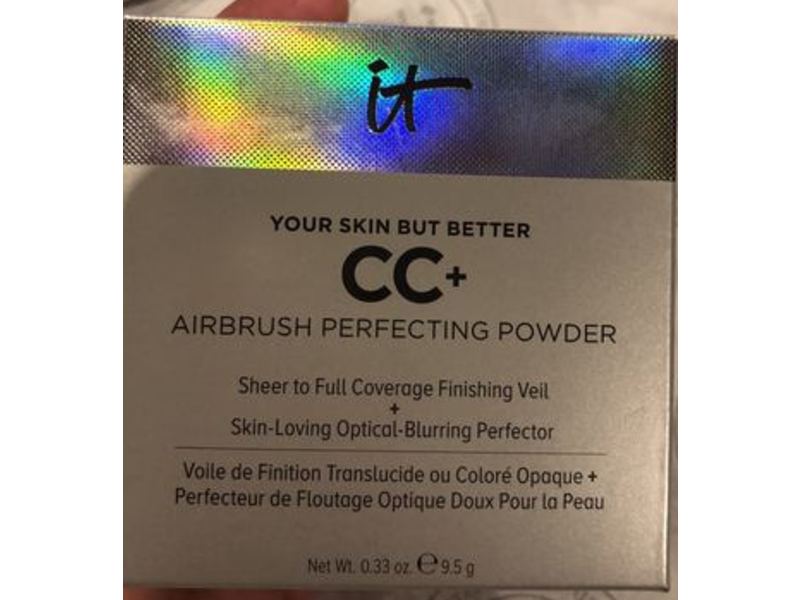 it
YOUR SKIN BUT BETTER
CC+
AIRBRUSH PERFECTING POWDER
Sheer to Full Coverage Finishing Veil
+
Skin-Loving Optical-Blurring Perfector
Voile de Finition Translucide ou Coloré Opaque +
Perfecteur de Floutage Optique Doux Pour la Peau
Net Wt. 0.33 oz. ℮ 9.5 g